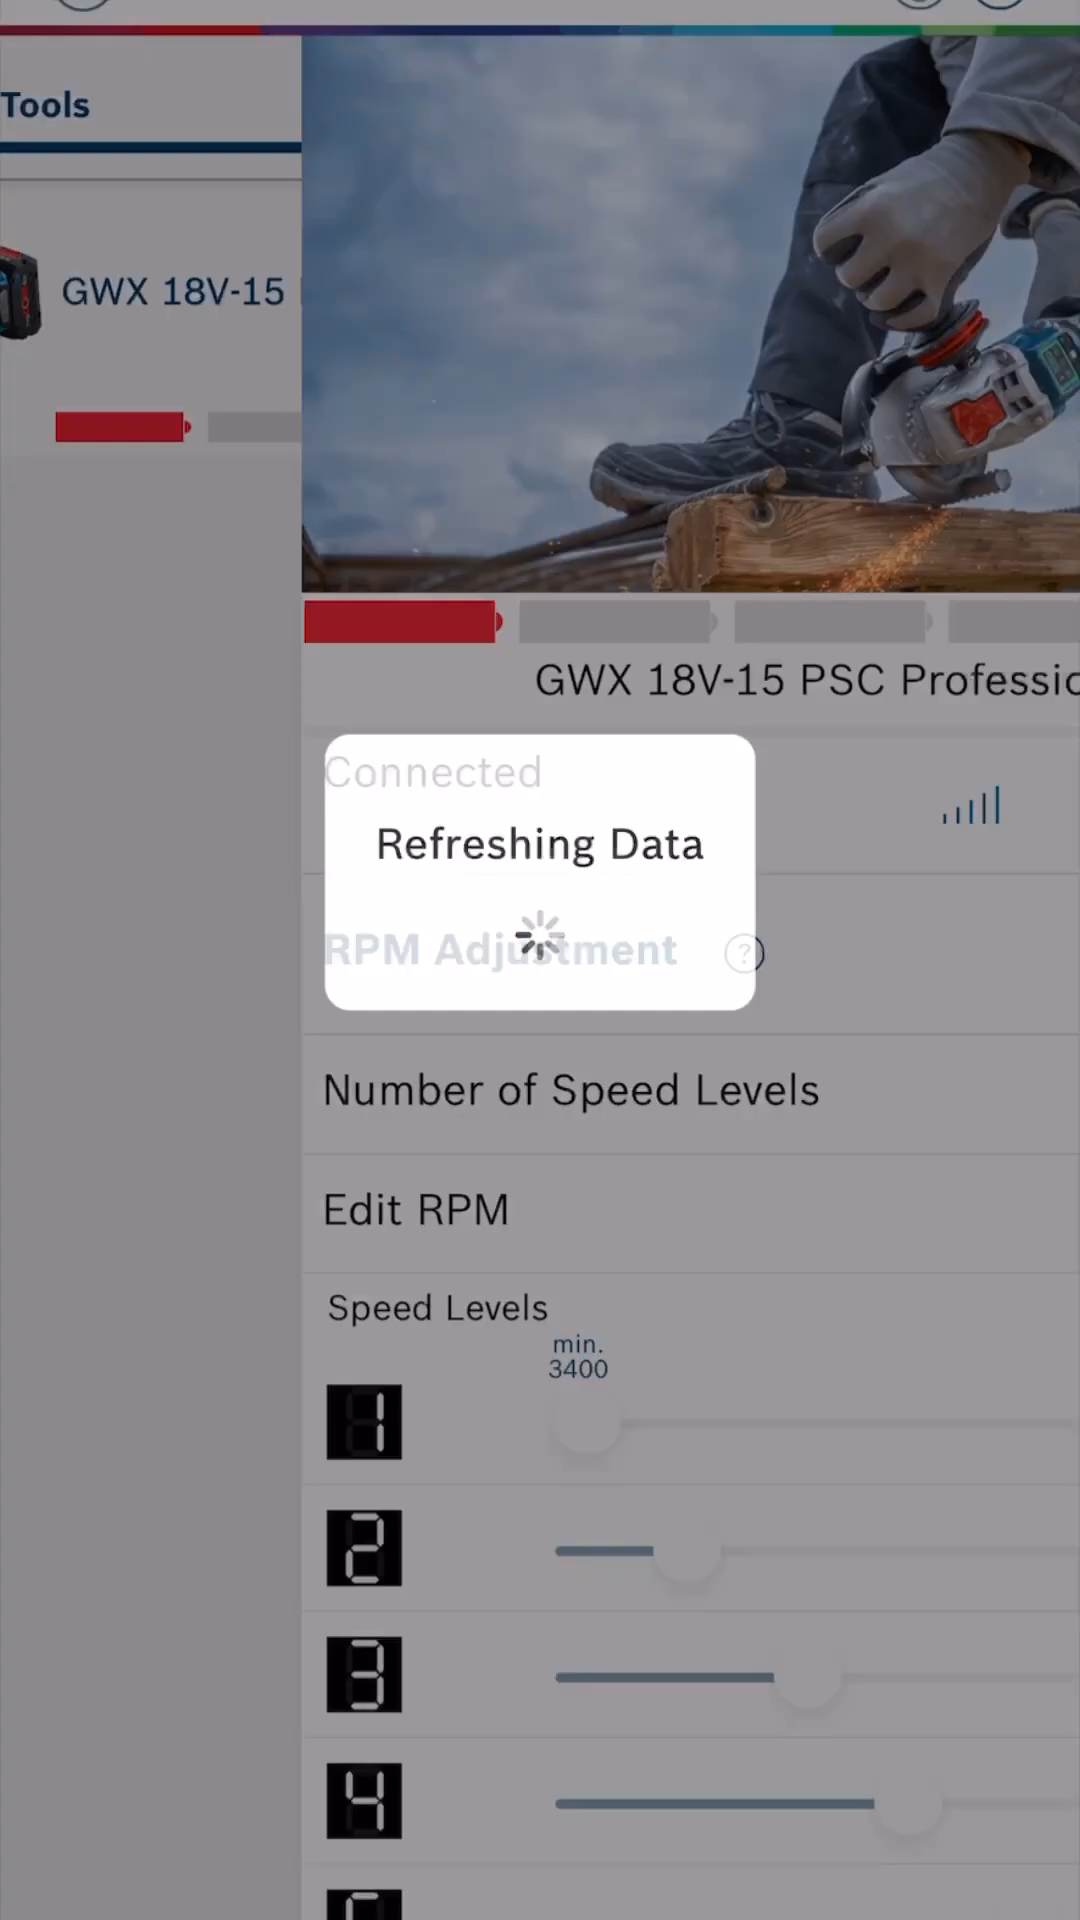 Tools
GWX 18V-15
GWX 18V-15 PSC Professio
Connected
Refreshing Data
RPM Adjustment ?
Number of Speed Levels
Edit RPM
Speed Levels
min.
3400
1
2
3
4